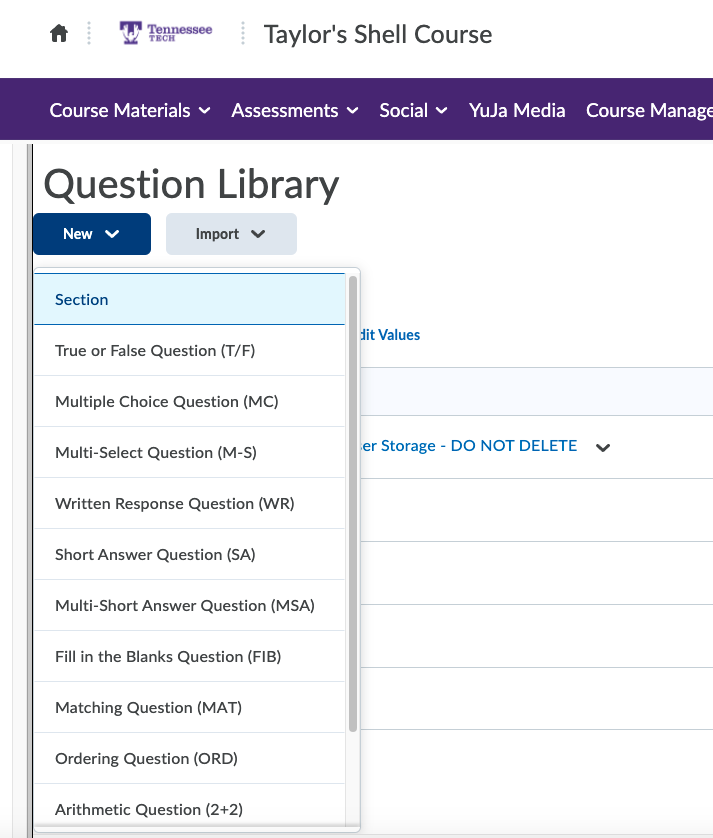 Tennessee
TECH
Taylor's Shell Course
Course Materials Assessments Social YuJa Media Course Manage
Question Library
New Import
Section
dit Values
True or False Question (T/F)
Multiple Choice Question (MC)
Multi-Select Question (M-S)
er Storage - DO NOT DELETE
Written Response Question (WR)
Short Answer Question (SA)
Multi-Short Answer Question (MSA)
Fill in the Blanks Question (FIB)
Matching Question (MAT)
Ordering Question (ORD)
Arithmetic Question (2+2)